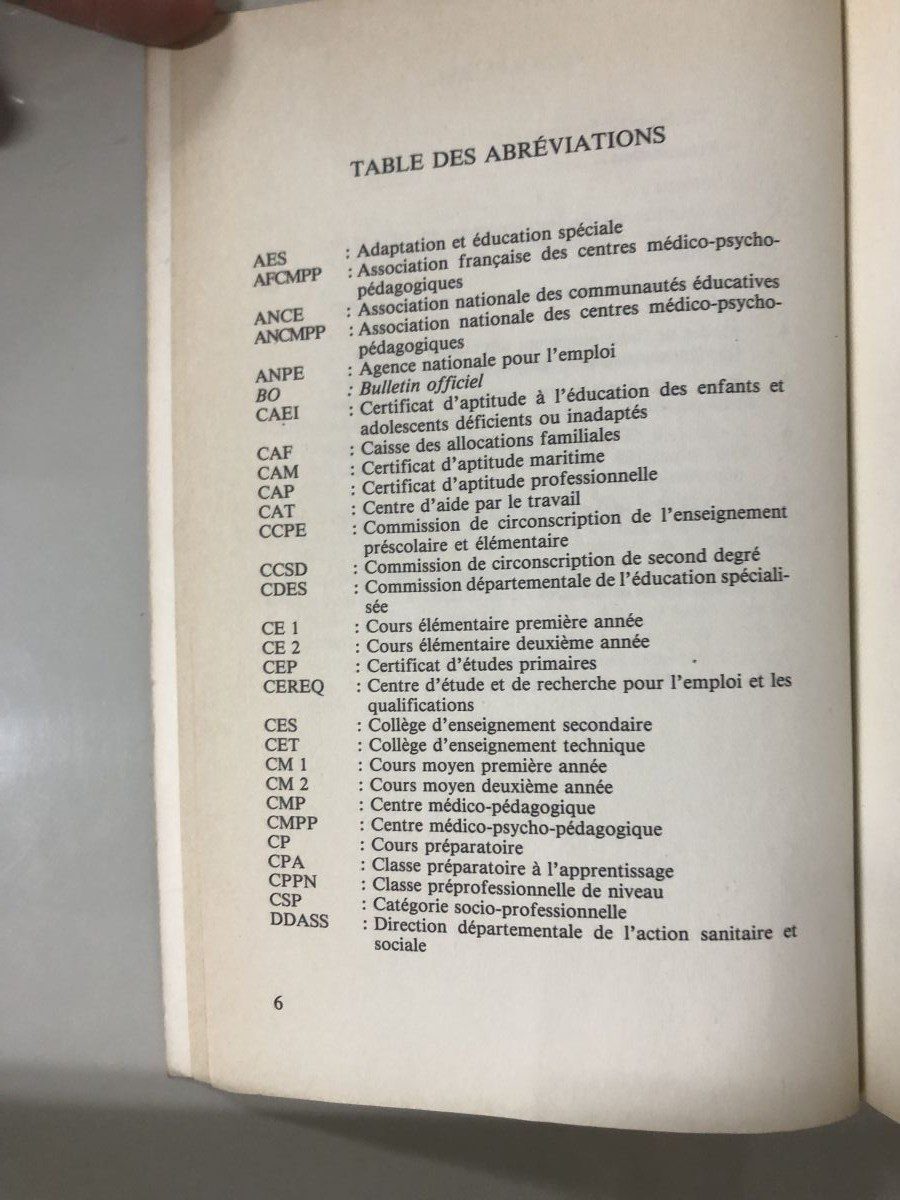 TABLE DES ABRÉVIATIONS
AES : Adaptation et éducation spéciale
AFCMPP : Association française des centres médico-psycho-
pédagogiques
ANCE : Association nationale des communautés éducatives
ANCMPP : Association nationale des centres médico-psycho-
pédagogiques
ANPE : Agence nationale pour l'emploi
BO : Bulletin officiel
CAEI : Certificat d'aptitude à l'éducation des enfants et
adolescents déficients ou inadaptés
CAF : Caisse des allocations familiales
CAM : Certificat d'aptitude maritime
CAP : Certificat d'aptitude professionnelle
CAT : Centre d'aide par le travail
CCPE : Commission de circonscription de l'enseignement
préscolaire et élémentaire
CCSD : Commission de circonscription de second degré
CDES : Commission départementale de l'éducation spéciali-
sée
CE 1 : Cours élémentaire première année
CE 2 : Cours élémentaire deuxième année
CEP : Certificat d'études primaires
CEREQ : Centre d'étude et de recherche pour l'emploi et les
qualifications
CES : Collège d'enseignement secondaire
CET : Collège d'enseignement technique
CM 1 : Cours moyen première année
CM 2 : Cours moyen deuxième année
CMP : Centre médico-pédagogique
CMPP : Centre médico-psycho-pédagogique
CP : Cours préparatoire
CPA : Classe préparatoire à l'apprentissage
CPPN : Classe préprofessionnelle de niveau
CSP : Catégorie socio-professionnelle
DDASS : Direction départementale de l'action sanitaire et
sociale
6